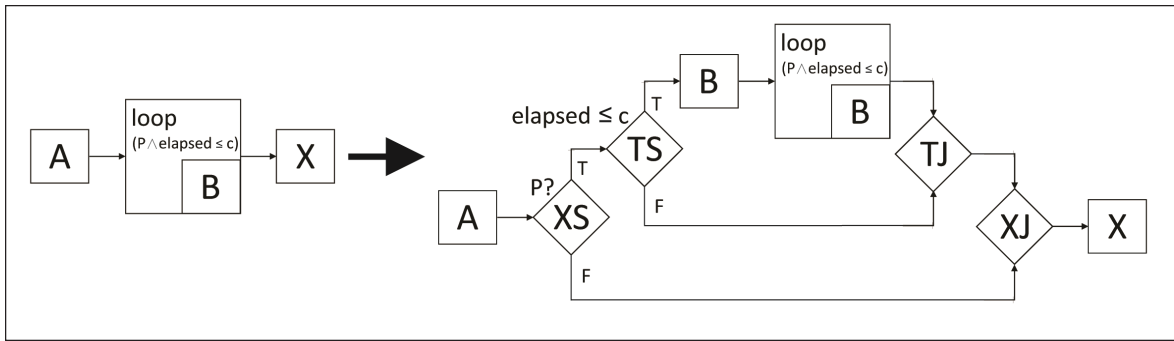 A
loop
(P∧elapsed ≤ c)
B
X
A
P?
XS
T
F
elapsed ≤ c
TS
T
F
B
loop
(P∧elapsed ≤ c)
B
TJ
XJ
X